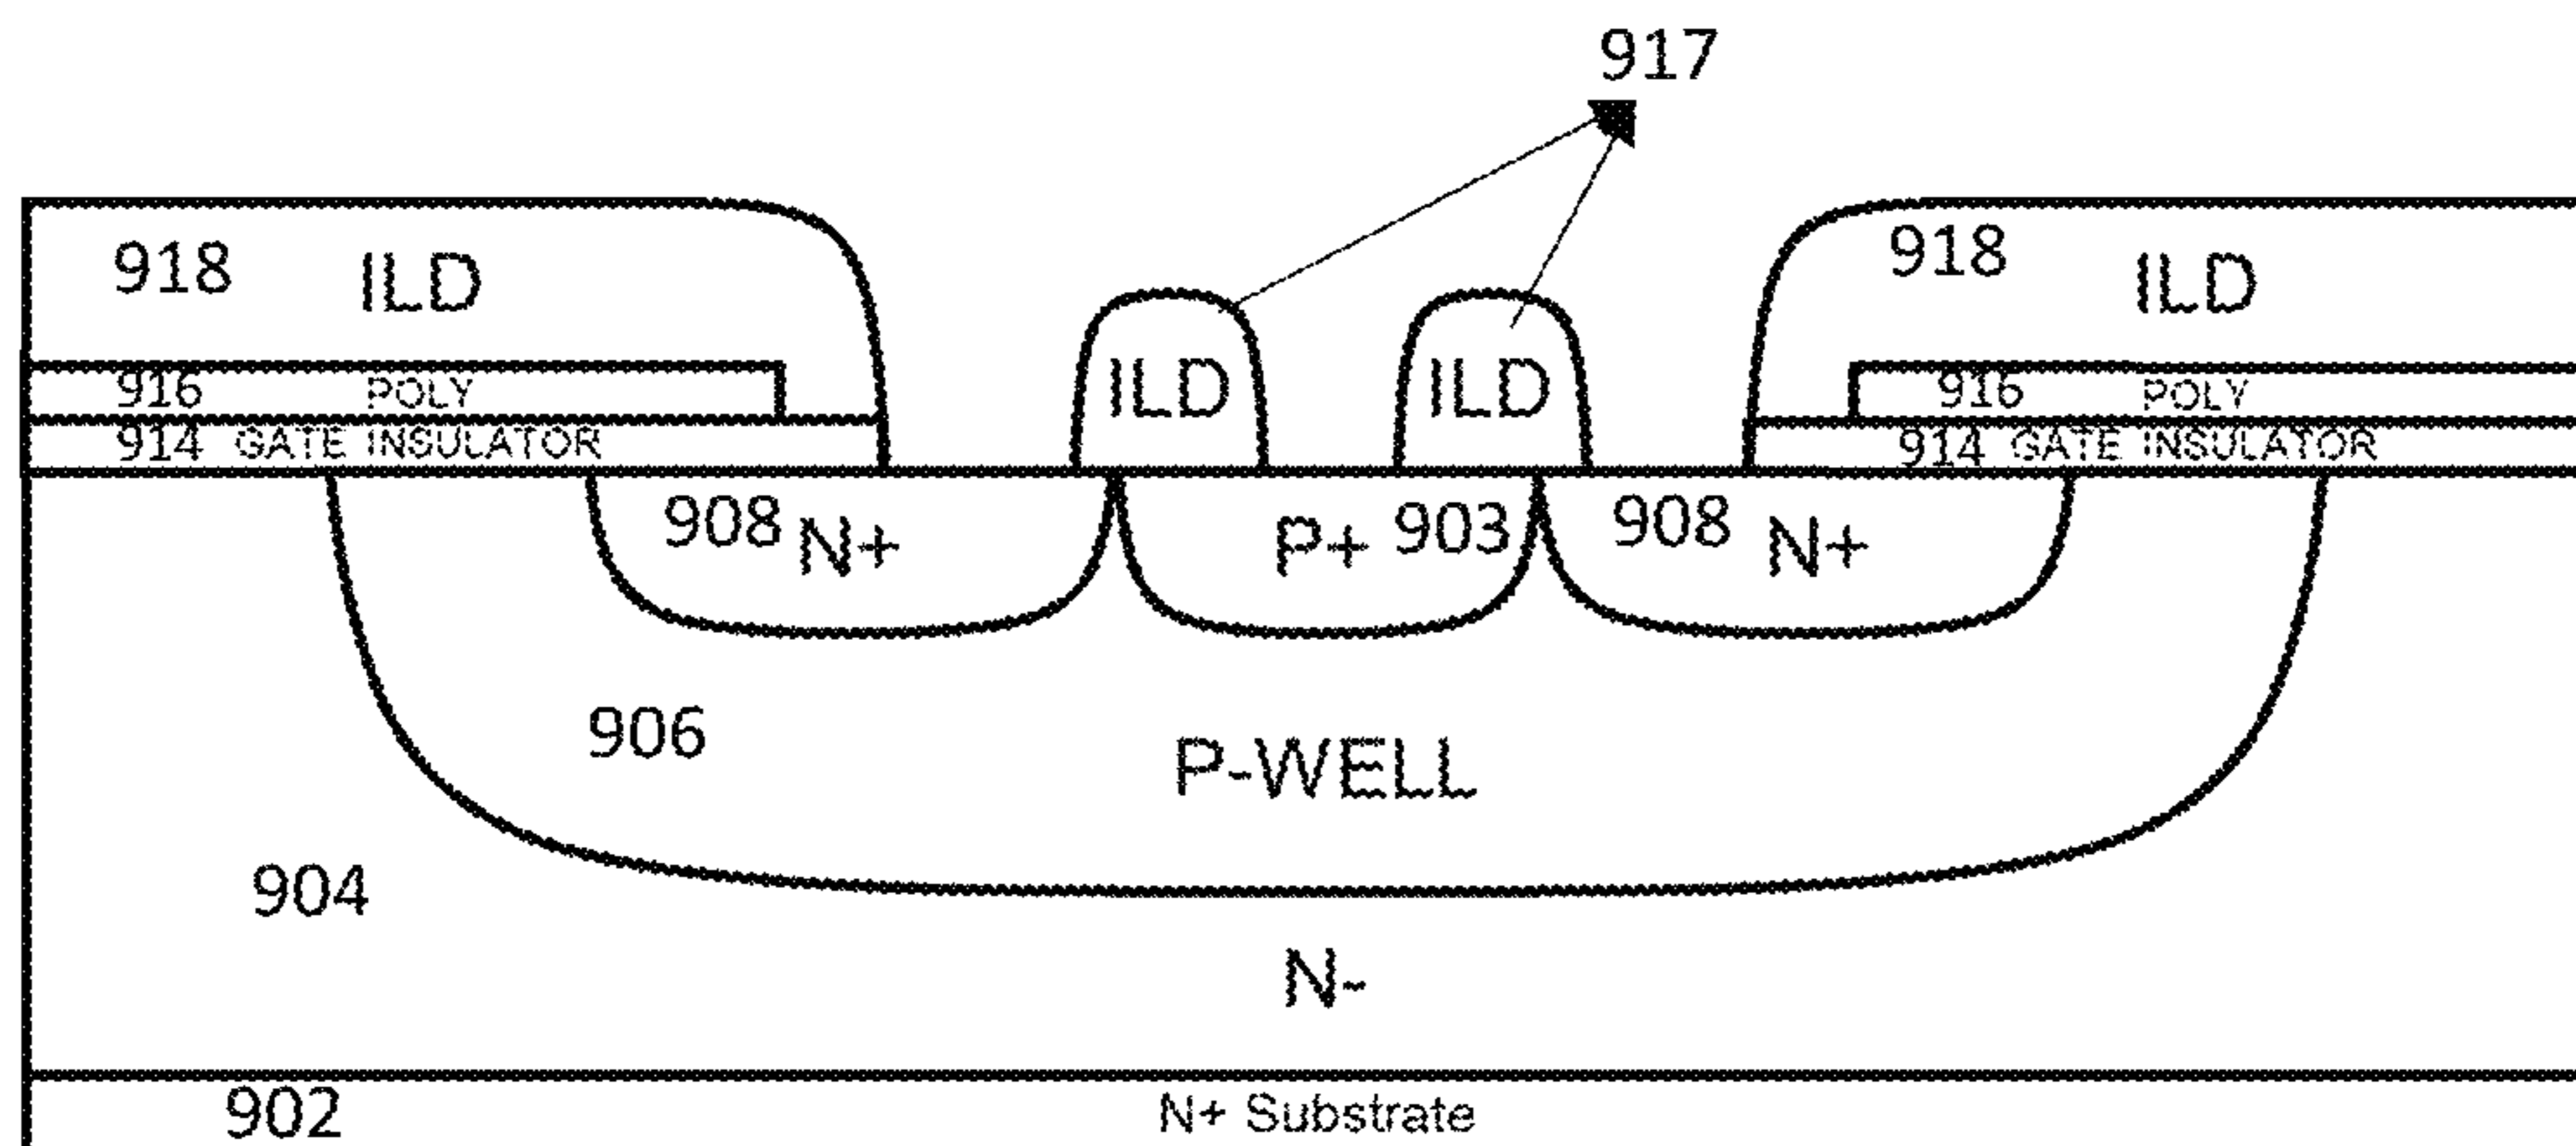 917
918 ILD
918 ILD
ILD
ILD
916 POLY
916 POLY
914 GATE INSULATOR
914 GATE INSULATOR
908 N+
P+ 903
908 N+
906
P-WELL
904
N-
902
N+ Substrate